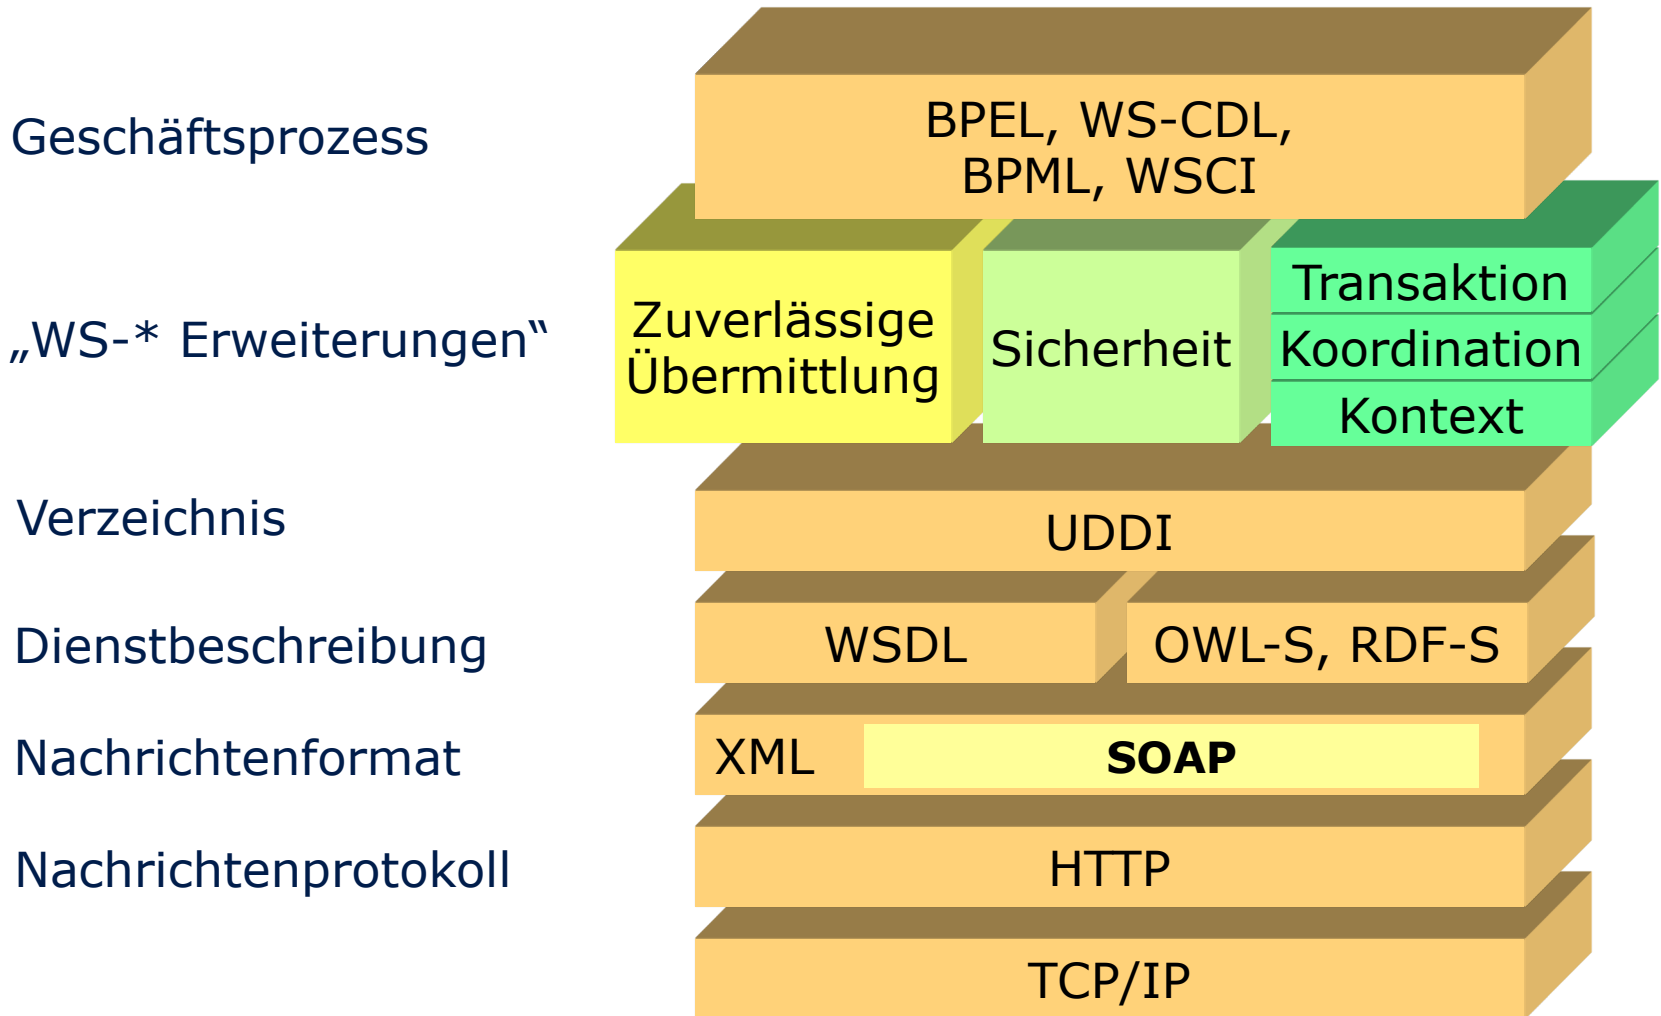 Geschäftsprozess
BPEL, WS-CDL,
BPML, WSCI
„WS-* Erweiterungen“
Zuverlässige
Übermittlung
Sicherheit
Transaktion
Koordination
Kontext
Verzeichnis
UDDI
Dienstbeschreibung
WSDL
OWL-S, RDF-S
Nachrichtenformat
XML
SOAP
Nachrichtenprotokoll
HTTP
TCP/IP